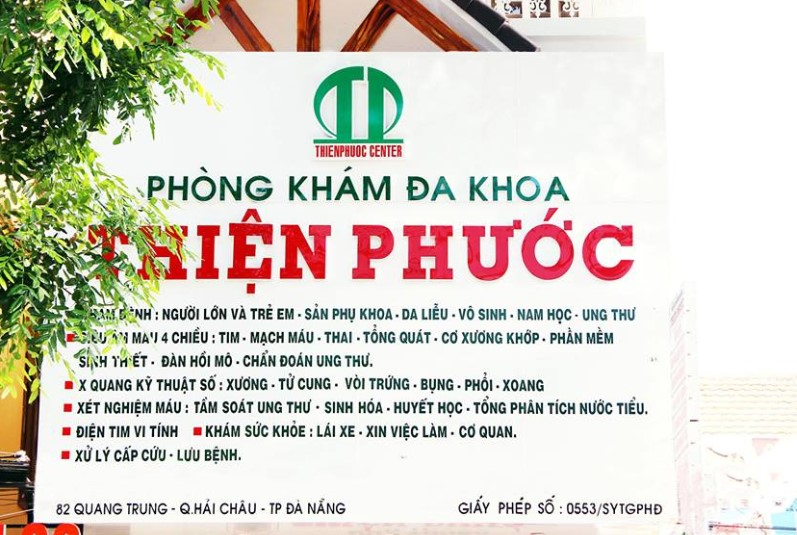 THIENPHUOC CENTER
PHÒNG KHÁM ĐA KHOA
THIỆN PHƯỚC
KHÁM BỆNH : NGƯỜI LỚN VÀ TRẺ EM - SẢN PHỤ KHOA - DA LIỄU - VÔ SINH - NAM HỌC - UNG THƯ
SIÊU ÂM MÀU 4 CHIỀU : TIM - MẠCH MÁU - THAI - TỔNG QUÁT - CƠ XƯƠNG KHỚP - PHẦN MỀM
SINH THIẾT - ĐÀN HỒI MÔ - CHẨN ĐOÁN UNG THƯ.
X QUANG KỸ THUẬT SỐ : XƯƠNG - TỬ CUNG - VÒI TRỨNG - BỤNG - PHỔI - XOANG
XÉT NGHIỆM MÁU : TẦM SOÁT UNG THƯ - SINH HÓA - HUYẾT HỌC - TỔNG PHÂN TÍCH NƯỚC TIỂU.
ĐIỆN TIM VI TÍNH ■ KHÁM SỨC KHỎE : LÁI XE - XIN VIỆC LÀM - CƠ QUAN.
XỬ LÝ CẤP CỨU - LƯU BỆNH.
82 QUANG TRUNG - Q.HẢI CHÂU - TP ĐÀ NẴNG GIẤY PHÉP SỐ : 0553/SYTGPHĐ